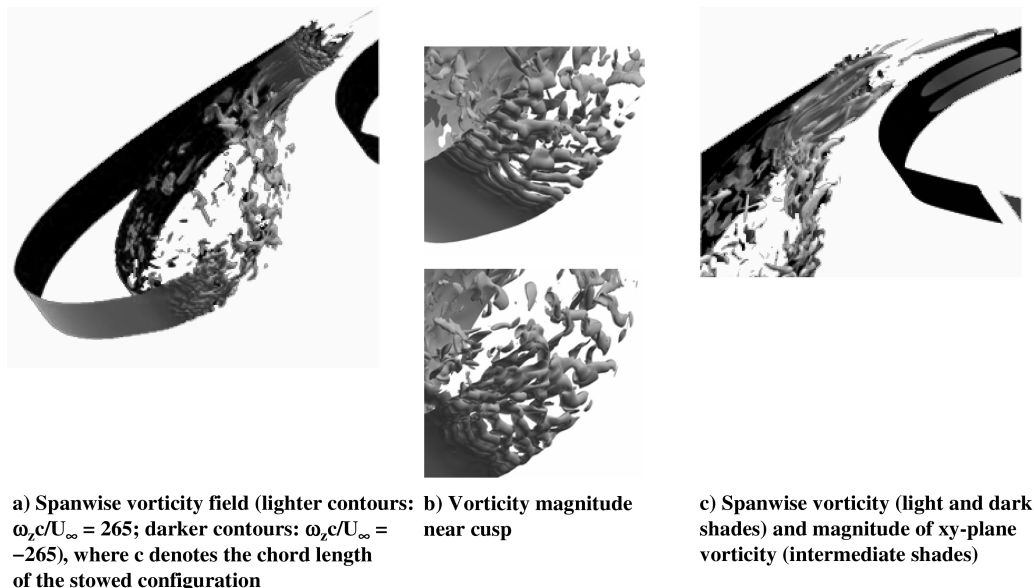 a) Spanwise vorticity field (lighter contours:
ω_zc/U_∞ = 265; darker contours: ω_zc/U_∞ =
−265), where c denotes the chord length
of the stowed configuration
b) Vorticity magnitude
near cusp
c) Spanwise vorticity (light and dark
shades) and magnitude of xy-plane
vorticity (intermediate shades)